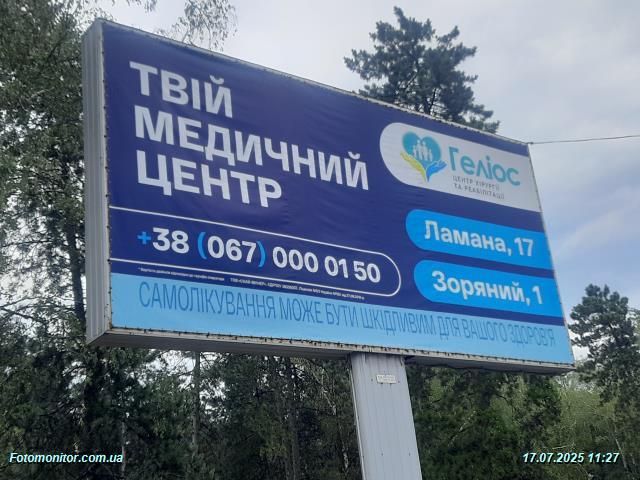 ТВІЙ
МЕДИЧНИЙ
ЦЕНТР
Геліос
ЦЕНТР ХІРУРГІЇ
ТА РЕАБІЛІТАЦІЇ
Ламана, 17
+38 (067) 000 01 50
Зоряний, 1
САМОЛІКУВАННЯ МОЖЕ БУТИ ШКІДЛИВИМ ДЛЯ ВАШОГО ЗДОРОВ'Я
Fotomonitor.com.ua
17.07.2025 11:27